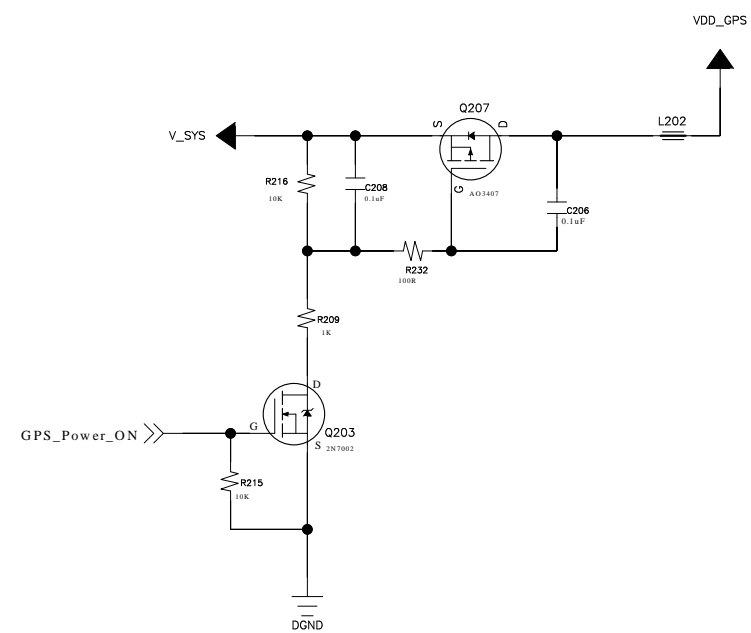 VDD_GPS
Q207
V_SYS
S
D
L202
R216
10K
C208
0.1uF
G
AO3407
C206
0.1uF
R232
100R
R209
1K
D
GPS_Power_ON
G
Q203
S
2N7002
R215
10K
DGND